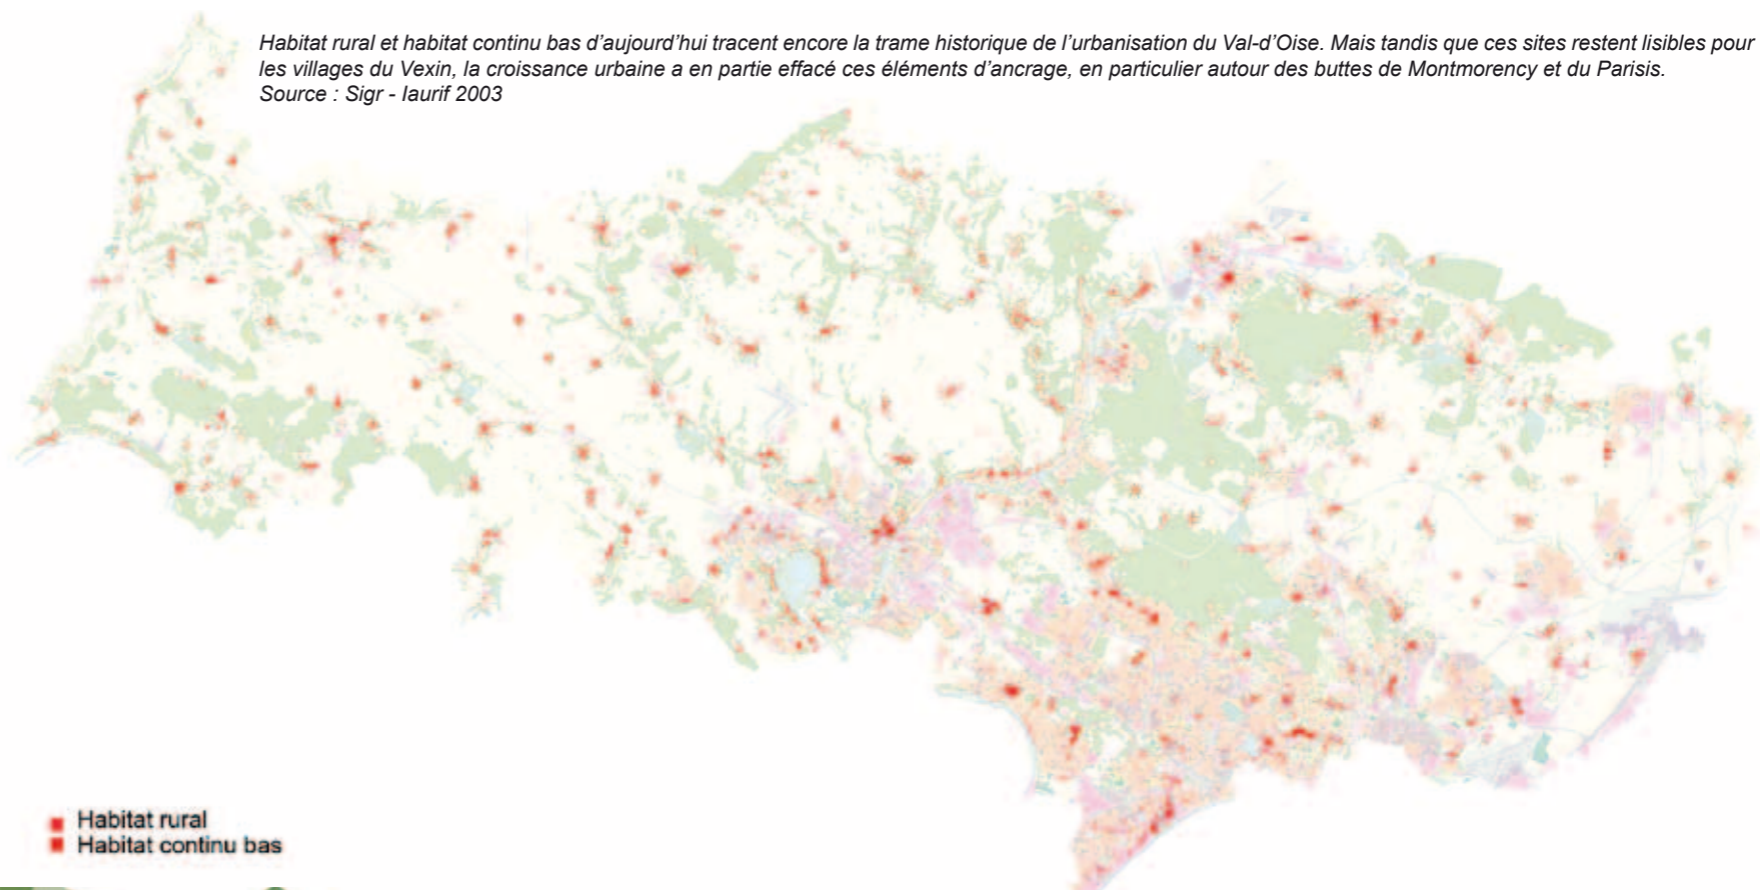 Habitat rural et habitat continu bas d’aujourd’hui tracent encore la trame historique de l’urbanisation du Val-d’Oise. Mais tandis que ces sites restent lisibles pour
les villages du Vexin, la croissance urbaine a en partie effacé ces éléments d’ancrage, en particulier autour des buttes de Montmorency et du Parisis.
Source : Sigr - Iaurif 2003
Habitat rural
Habitat continu bas